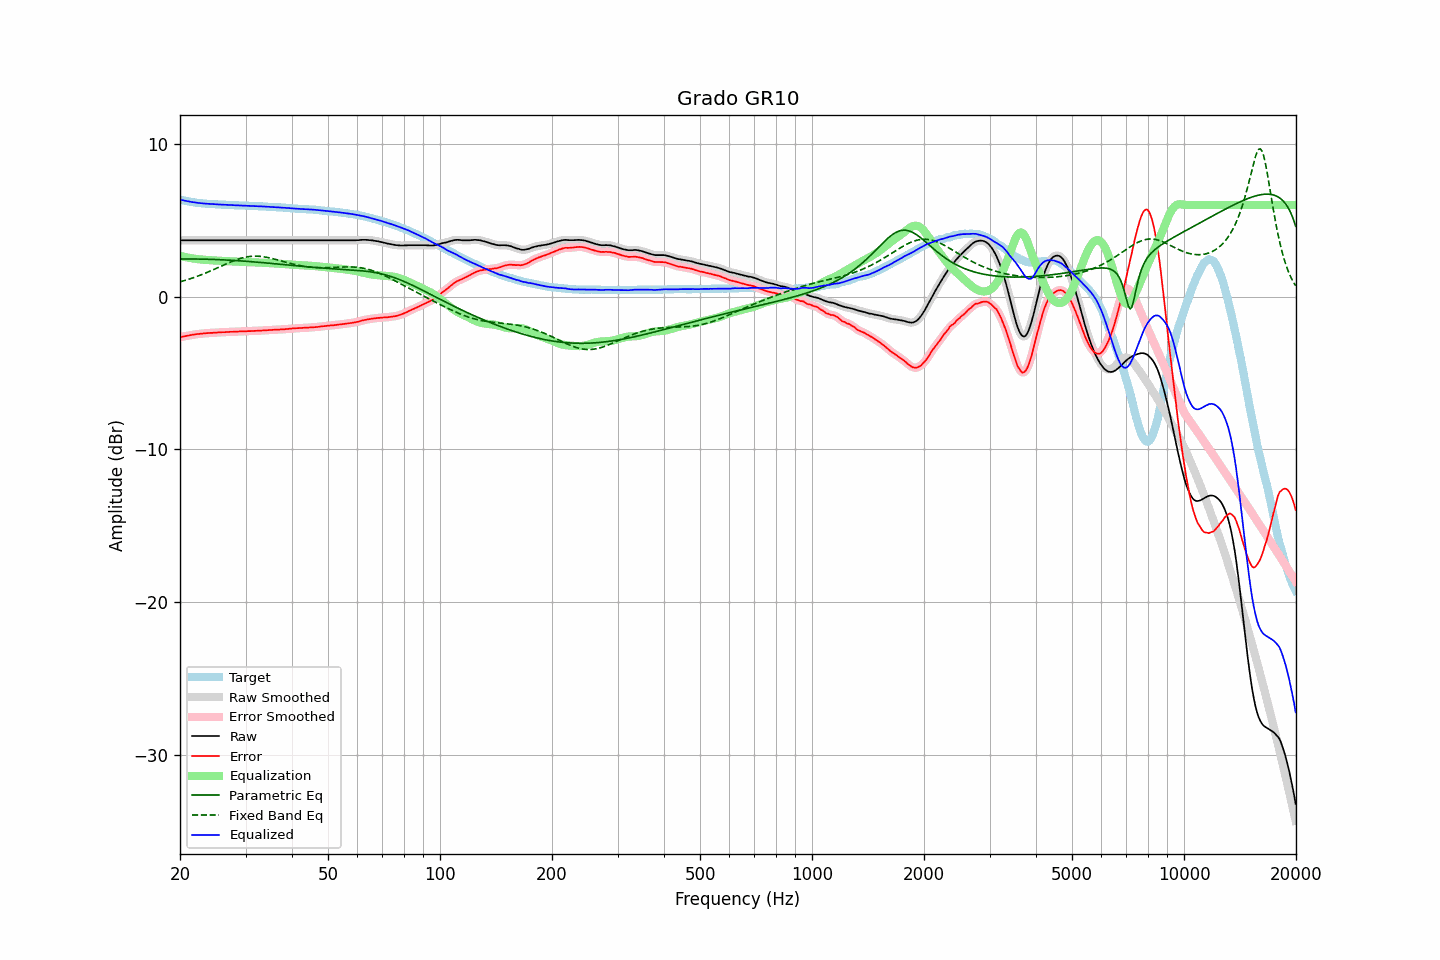 Grado GR10
10
0
−10
−20
−30
Amplitude (dBr)
Target
Raw Smoothed
Error Smoothed
Raw
Error
Equalization
Parametric Eq
Fixed Band Eq
Equalized
20 50 100 200 500 1000 2000 5000 10000 20000
Frequency (Hz)